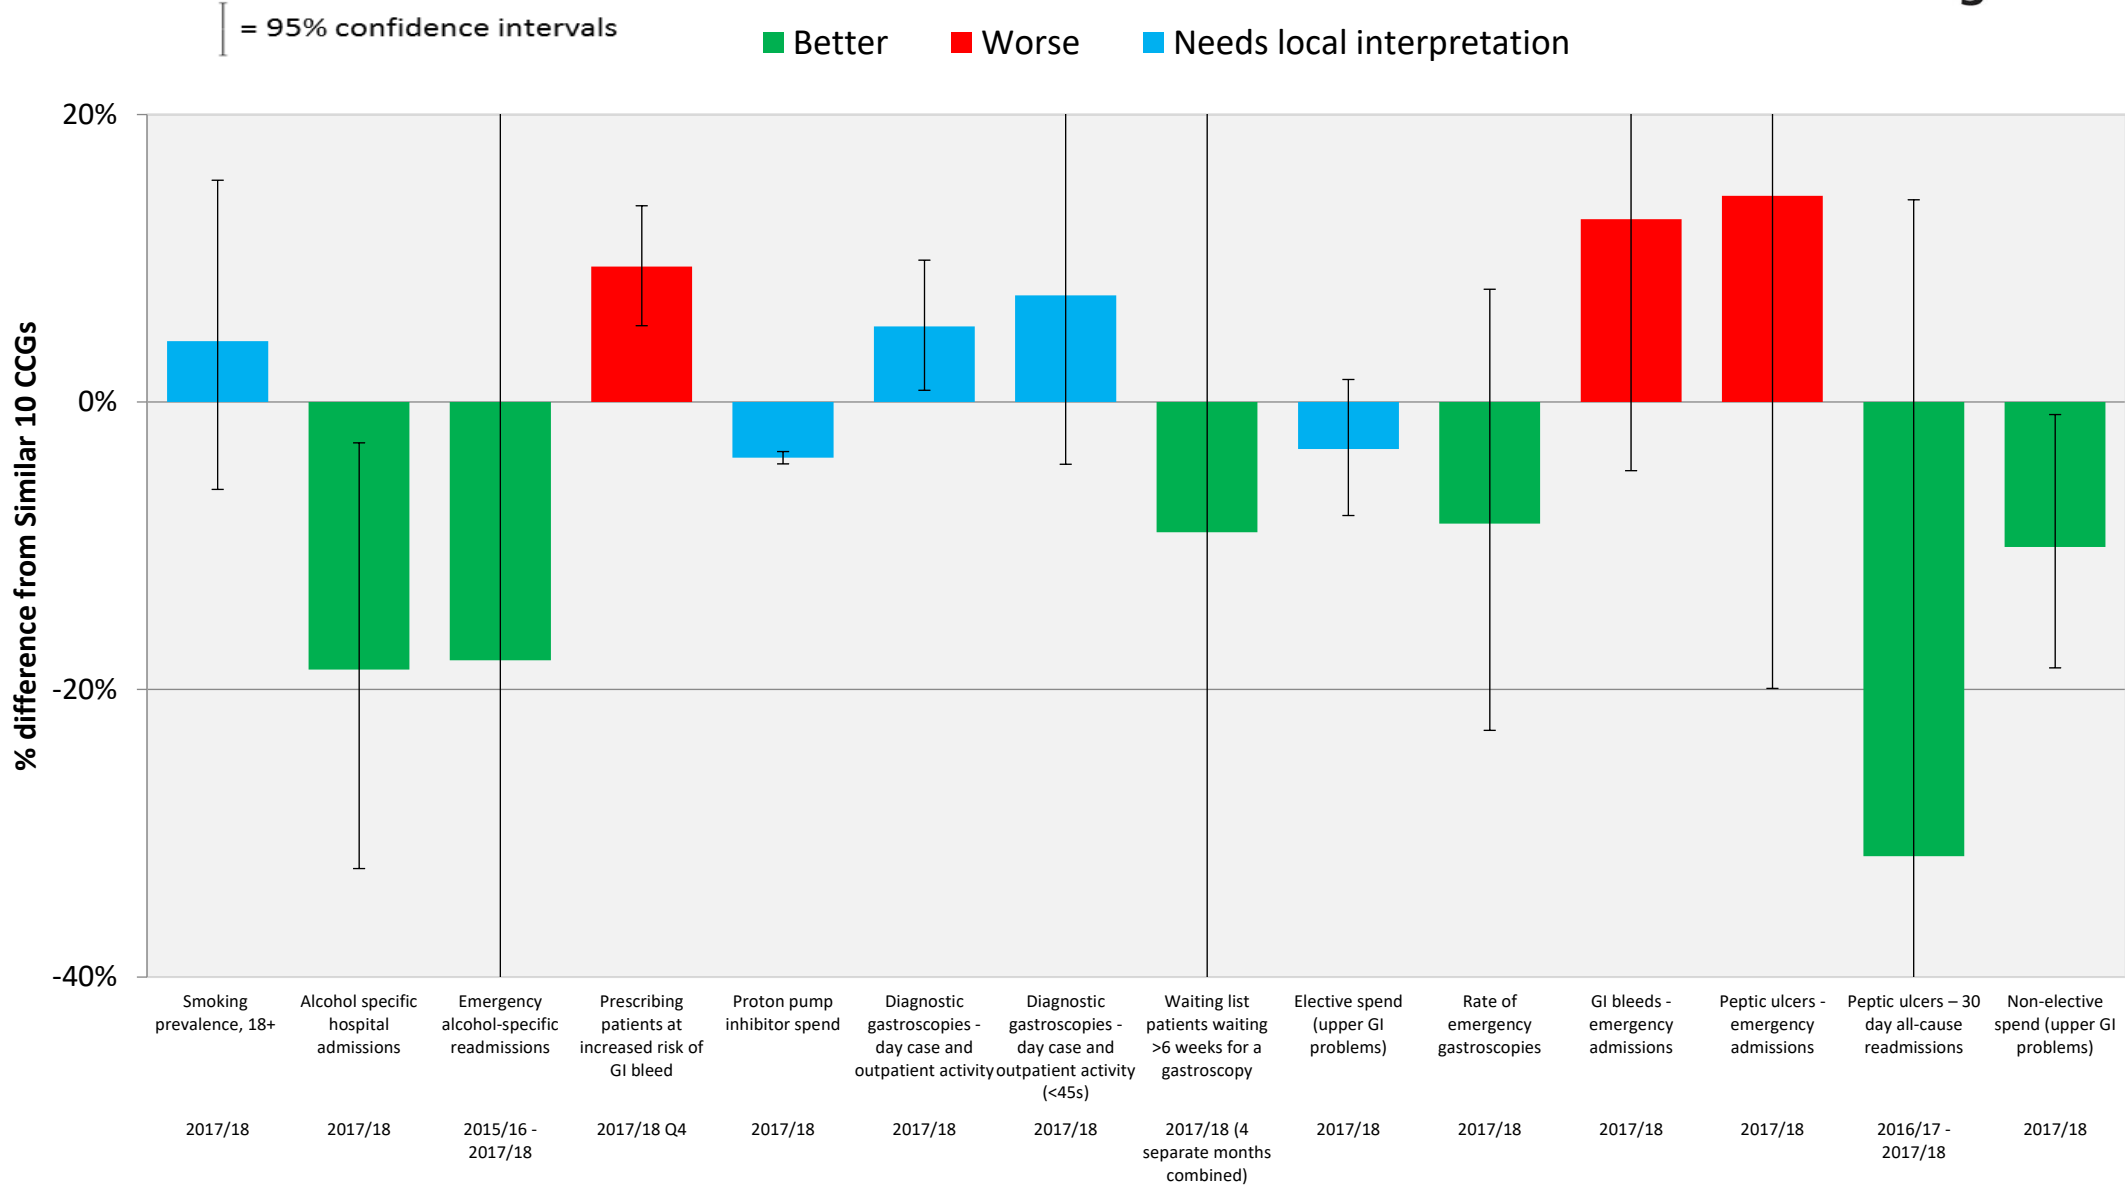 = 95% confidence intervals
Better
Worse
Needs local interpretation
20%
0%
-20%
-40%
% difference from Similar 10 CCGs
Smoking
prevalence, 18+
2017/18
Alcohol specific
hospital
admissions
2017/18
Emergency
alcohol-specific
readmissions
2015/16 -
2017/18
Prescribing
patients at
increased risk of
GI bleed
2017/18 Q4
Proton pump
inhibitor spend
2017/18
Diagnostic
gastroscopies -
day case and
outpatient activity
2017/18
Diagnostic
gastroscopies -
day case and
outpatient activity
(<45s)
2017/18
Waiting list
patients waiting
>6 weeks for a
gastroscopy
2017/18 (4
separate months
combined)
Elective spend
(upper GI
problems)
2017/18
Rate of
emergency
gastroscopies
2017/18
GI bleeds -
emergency
admissions
2017/18
Peptic ulcers -
emergency
admissions
2017/18
Peptic ulcers – 30
day all-cause
readmissions
2016/17 -
2017/18
Non-elective
spend (upper GI
problems)
2017/18